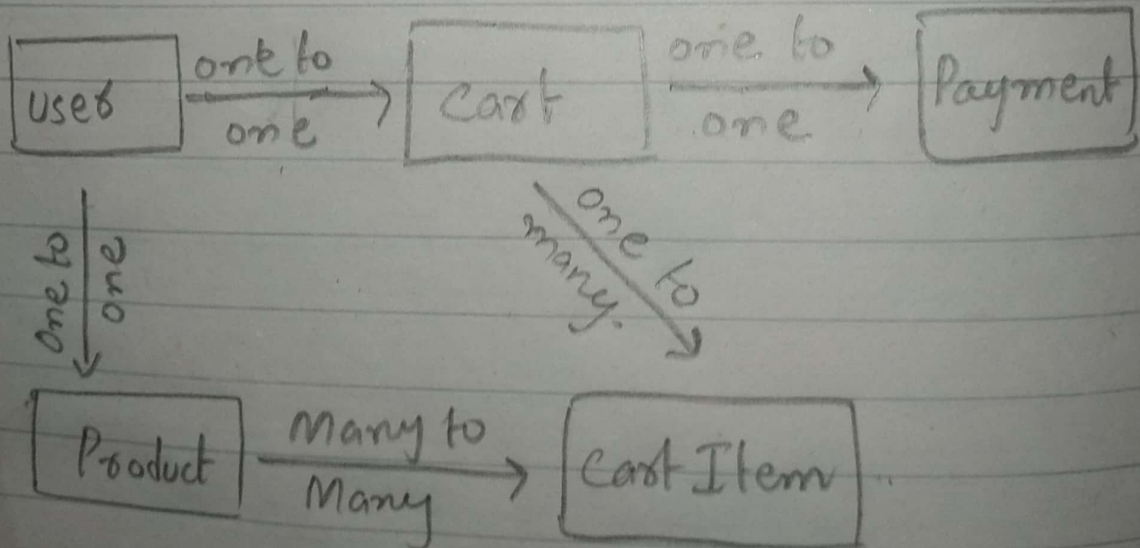 User
one to
one
Cart
one to
one
Payment
one to
one
one to
many.
Product
Many to
Many
Cart Item